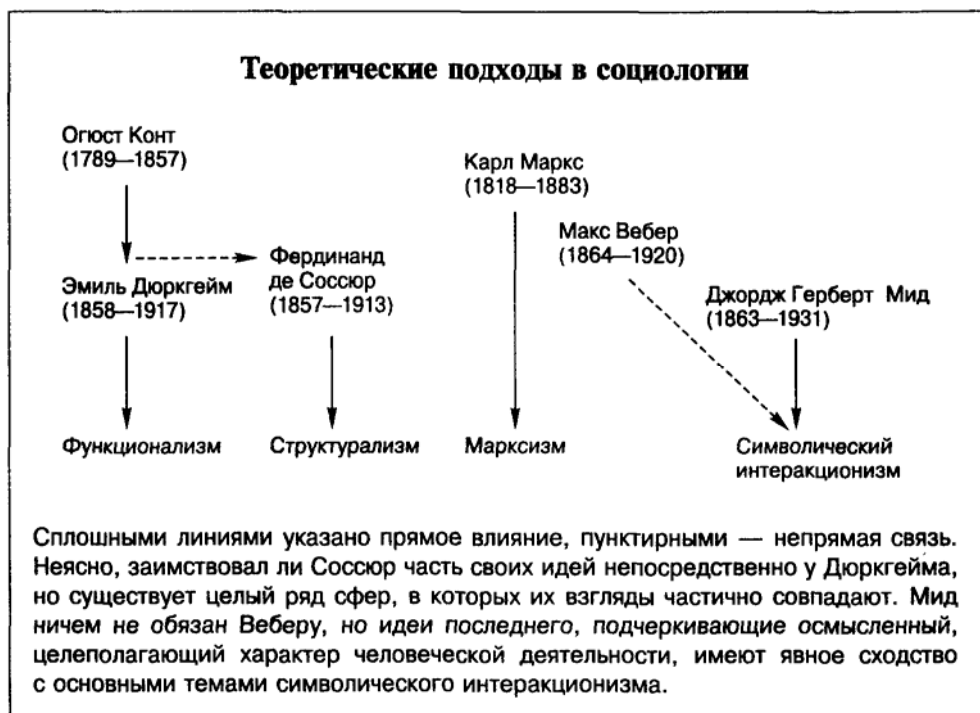 Теоретические подходы в социологии
Огюст Конт
(1789—1857)
Карл Маркс
(1818—1883)
Макс Вебер
(1864—1920)
Эмиль Дюркгейм
(1858—1917)
Фердинанд
де Соссюр
(1857—1913)
Джордж Герберт Мид
(1863—1931)
Функционализм
Структурализм
Марксизм
Символический
интеракционизм
Сплошными линиями указано прямое влияние, пунктирными — непрямая связь.
Неясно, заимствовал ли Соссюр часть своих идей непосредственно у Дюркгейма,
но существует целый ряд сфер, в которых их взгляды частично совпадают. Мид
ничем не обязан Веберу, но идеи последнего, подчеркивающие осмысленный,
целеполагающий характер человеческой деятельности, имеют явное сходство
с основными темами символического интеракционизма.